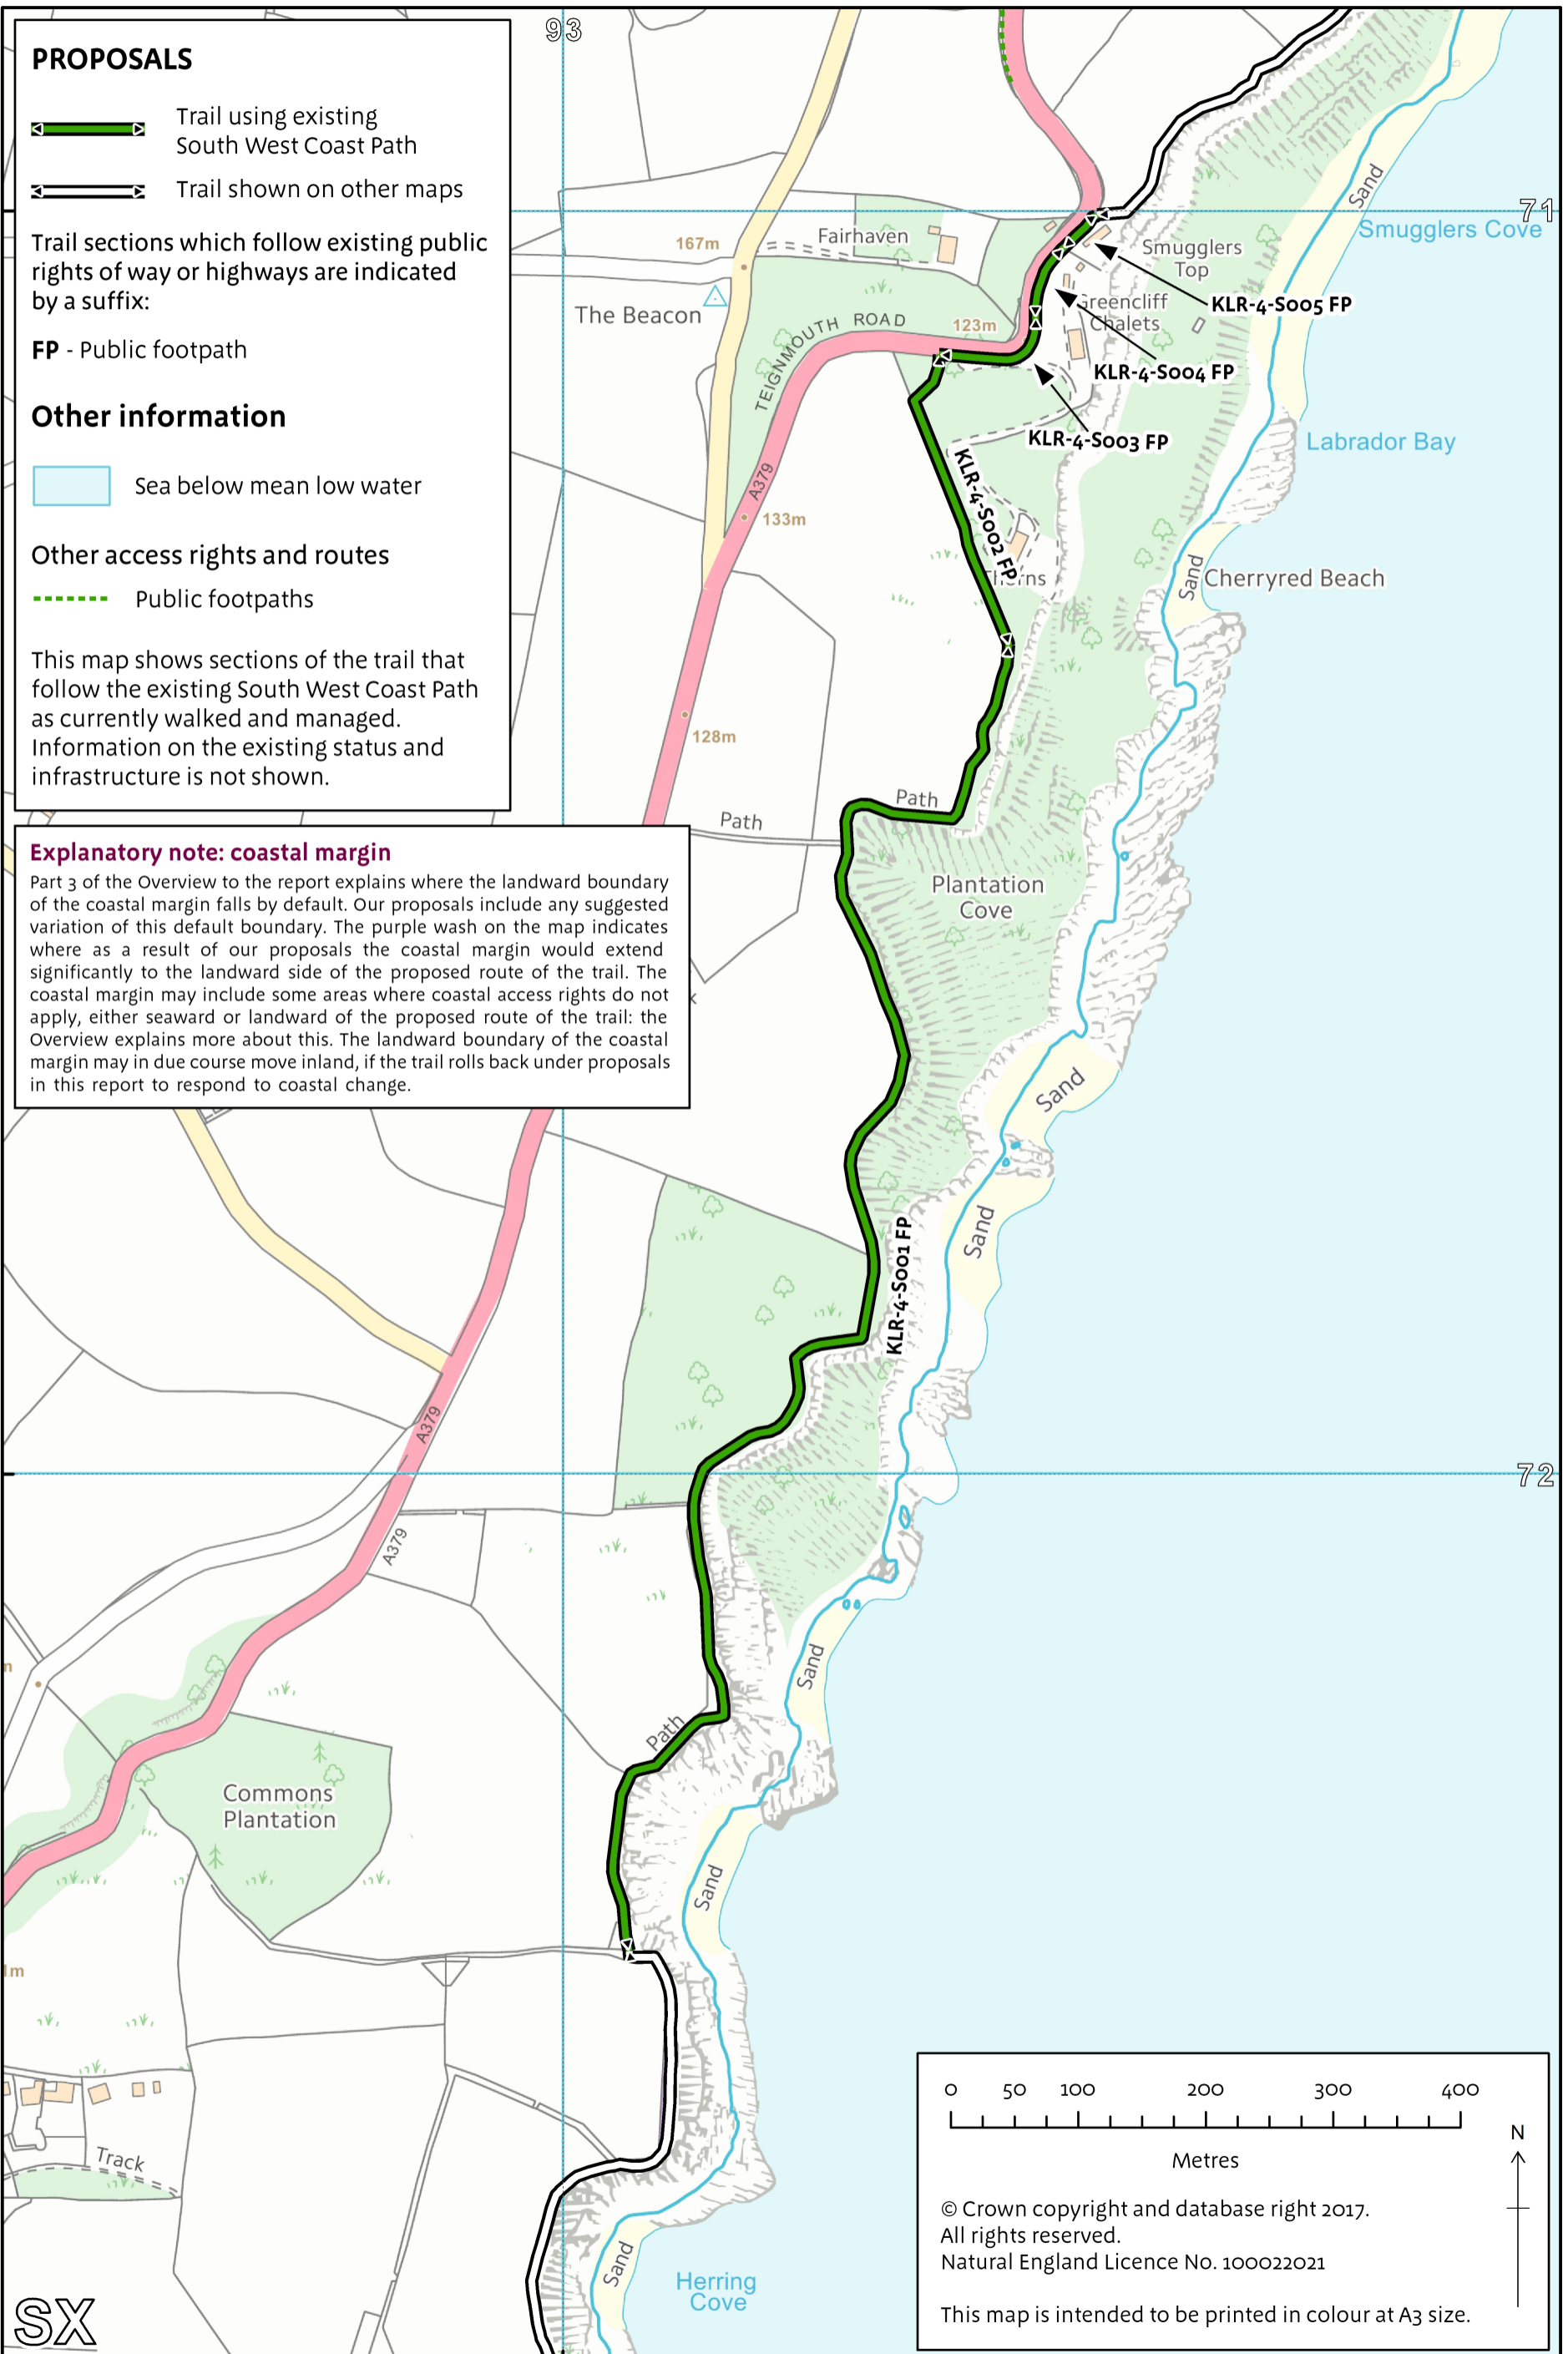 PROPOSALS
Trail using existing
South West Coast Path
Trail shown on other maps
Trail sections which follow existing public
rights of way or highways are indicated
by a suffix:
FP - Public footpath
Other information
Sea below mean low water
Other access rights and routes
Public footpaths
This map shows sections of the trail that
follow the existing South West Coast Path
as currently walked and managed.
Information on the existing status and
infrastructure is not shown.
Explanatory note: coastal margin
Part 3 of the Overview to the report explains where the landward boundary
of the coastal margin falls by default. Our proposals include any suggested
variation of this default boundary. The purple wash on the map indicates
where as a result of our proposals the coastal margin would extend
significantly to the landward side of the proposed route of the trail. The
coastal margin may include some areas where coastal access rights do not
apply, either seaward or landward of the proposed route of the trail: the
Overview explains more about this. The landward boundary of the coastal
margin may in due course move inland, if the trail rolls back under proposals
in this report to respond to coastal change.
93
71
Sand
Smugglers Cove
167m
Fairhaven
Smugglers
Top
The Beacon
KLR-4-S005 FP
Greencliff
Chalets
TEIGNMOUTH ROAD
123m
KLR-4-S004 FP
KLR-4-S003 FP
Labrador Bay
A379
KLR-4-S002 FP
133m
Sand
Cherryred Beach
128m
Path
Path
Plantation
Cove
Sand
Sand
KLR-4-S001 FP
A379
72
A379
Sand
Path
Commons
Plantation
Sand
Track
Sand
Herring
Cove
SX
0 50 100 200 300 400
Metres
N
© Crown copyright and database right 2017.
All rights reserved.
Natural England Licence No. 100022021
This map is intended to be printed in colour at A3 size.